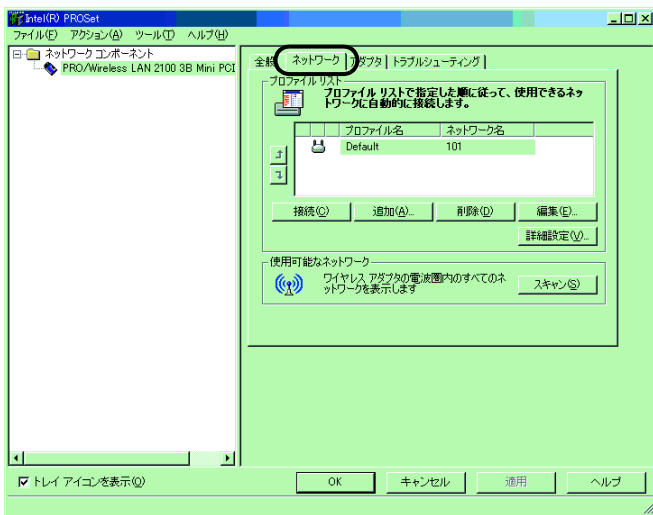 Intel(R) PROSet
ファイル(F) アクション(A) ツール(T) ヘルプ(H)
ネットワーク コンポーネント
PRO/Wireless LAN 2100 3B Mini PCI
全般 ネットワーク アダプタ トラブルシューティング
プロファイル リスト
プロファイル リストで指定した順に従って、使用できるネッ
トワークに自動的に接続します。
プロファイル名 ネットワーク名
Default 101
接続(C) 追加(A)... 削除(D) 編集(E)...
詳細設定(V)...
使用可能なネットワーク
ワイヤレス アダプタの電波圏内のすべてのネ
ットワークを表示します
スキャン(S)
トレイ アイコンを表示(Q)
OK キャンセル 適用 ヘルプ